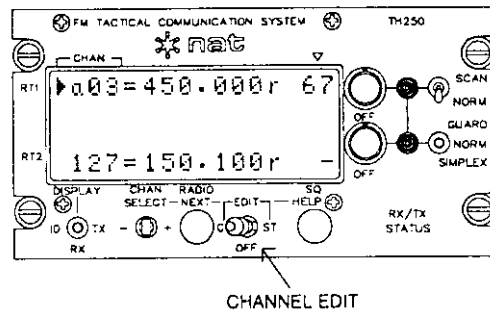 FM TACTICAL COMMUNICATION SYSTEM TH250
nat
CHAN
RT1 a03=450.000r 67
SCAN
OFF NORM
GUARD
RT2 127=150.100r - NORM
OFF SIMPLEX
DISPLAY CHAN RADIO SQ
SELECT NEXT EDIT HELP
ID TX - + C ST
RX OFF
RX/TX
STATUS
CHANNEL EDIT